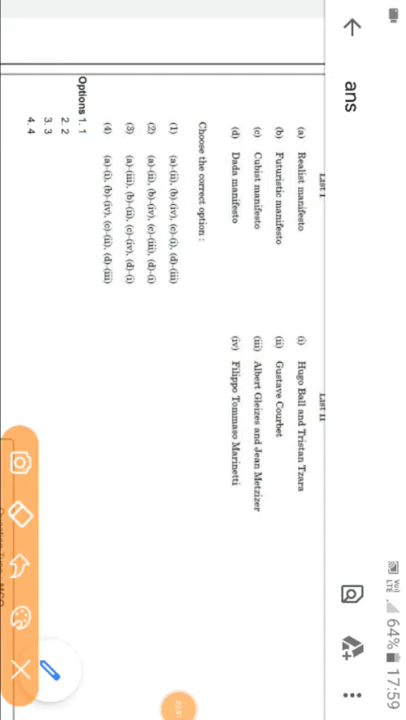 Vo)
LTE
64%
17:59
ans
List I
List II
(a) Realist manifesto
(i) Hugo Ball and Tristan Tzara
(b) Futuristic manifesto
(ii) Gustave Courbet
(c) Cubist manifesto
(iii) Albert Gleizes and Jean Metzizer
(d) Dada manifesto
(iv) Filippo Tommaso Marinetti
Choose the correct option :
(1) (a)-(ii), (b)-(iv), (c)-(i), (d)-(iii)
(2) (a)-(ii), (b)-(iv), (c)-(iii), (d)-(i)
(3) (a)-(iii), (b)-(ii), (c)-(iv), (d)-(i)
(4) (a)-(i), (b)-(iv), (c)-(ii), (d)-(iii)
Options 1. 1
2. 2
3. 3
4. 4